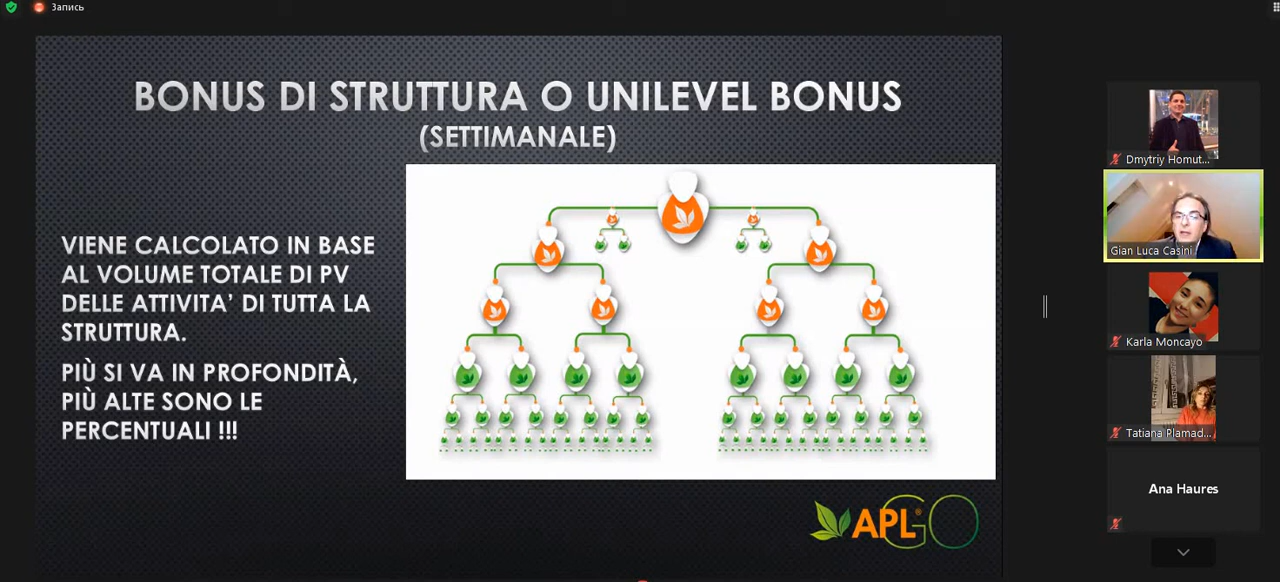 Запись
BONUS DI STRUTTURA O UNILEVEL BONUS
(SETTIMANALE)
VIENE CALCOLATO IN BASE
AL VOLUME TOTALE DI PV
DELLE ATTIVITA’ DI TUTTA LA
STRUTTURA.
PIÙ SI VA IN PROFONDITÀ,
PIÙ ALTE SONO LE
PERCENTUALI !!!
APL® GO
Dmytriy Homut...
Gian Luca Casini
Karla Moncayo
Tatiana Plamad...
Ana Haures